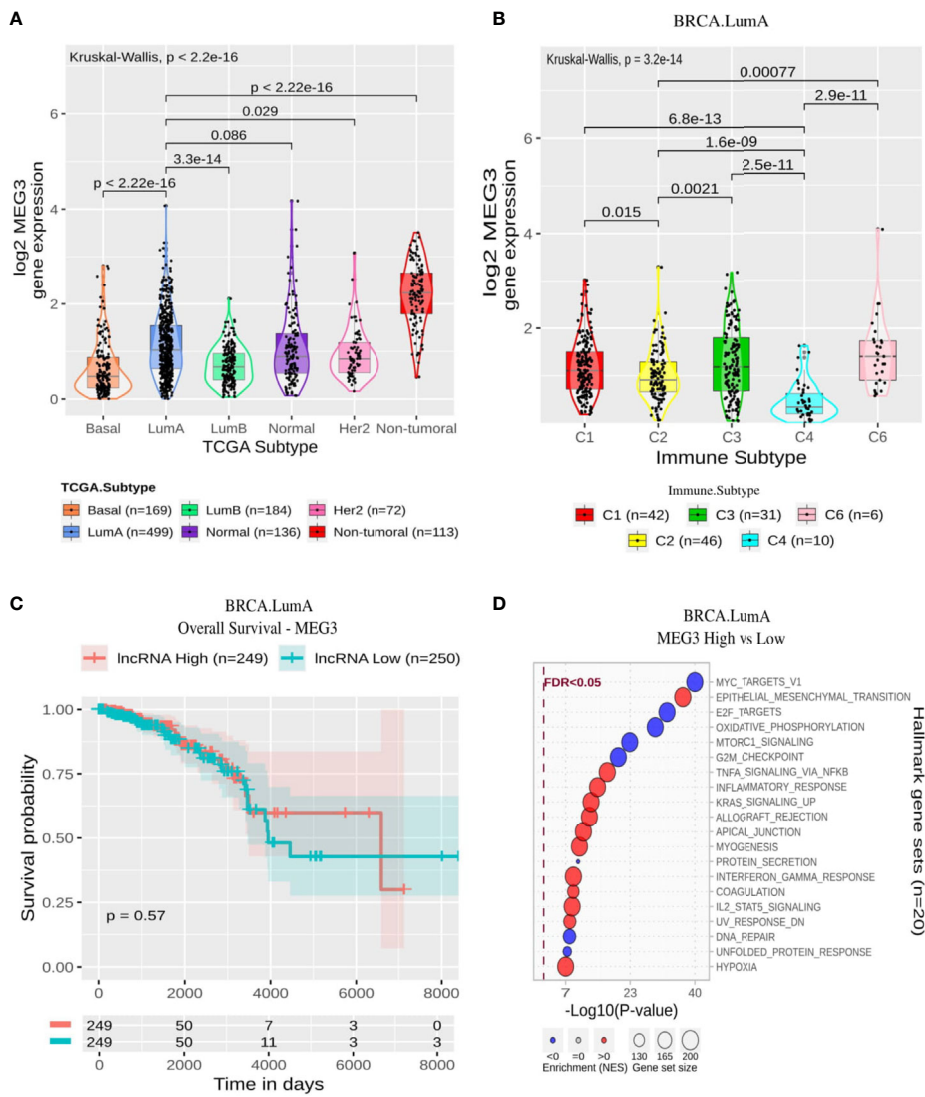 A
Kruskal-Wallis, p < 2.2e-16
p < 2.22e-16
0.029
0.086
3.3e-14
p < 2.22e-16
log2 MEG3
gene expression
6
4
2
0
Basal LumA LumB Normal Her2 Non-tumoral
TCGA Subtype
TCGA.Subtype
Basal (n=169) LumB (n=184) Her2 (n=72)
LumA (n=499) Normal (n=136) Non-tumoral (n=113)
B
BRCA.LumA
Kruskal-Wallis, p = 3.2e-14
0.00077
2.9e-11
6.8e-13
1.6e-09
2.5e-11
0.0021
0.015
log2 MEG3
gene expression
6
4
2
C1 C2 C3 C4 C6
Immune Subtype
Immune.Subtype
C1 (n=42) C3 (n=31) C6 (n=6)
C2 (n=46) C4 (n=10)
C
BRCA.LumA
Overall Survival - MEG3
lncRNA High (n=249) lncRNA Low (n=250)
Survival probability
1.00
0.75
0.50
0.25
0.00
p = 0.57
0 2000 4000 6000 8000
249 50 7 3 0
249 50 11 3 3
0 2000 4000 6000 8000
Time in days
D
BRCA.LumA
MEG3 High vs Low
FDR<0.05
MYC_TARGETS_V1
EPITHELIAL_MESENCHYMAL_TRANSITION
E2F_TARGETS
OXIDATIVE_PHOSPHORYLATION
MTORC1_SIGNALING
G2M_CHECKPOINT
TNFA_SIGNALING_VIA_NFKB
INFLAMMATORY_RESPONSE
KRAS_SIGNALING_UP
ALLOGRAFT_REJECTION
APICAL_JUNCTION
MYOGENESIS
PROTEIN_SECRETION
INTERFERON_GAMMA_RESPONSE
COAGULATION
IL2_STAT5_SIGNALING
UV_RESPONSE_DN
DNA_REPAIR
UNFOLDED_PROTEIN_RESPONSE
HYPOXIA
Hallmark gene sets (n=20)
7 23 40
-Log10(P-value)
<0 =0 >0 130 165 200
Enrichment (NES) Gene set size